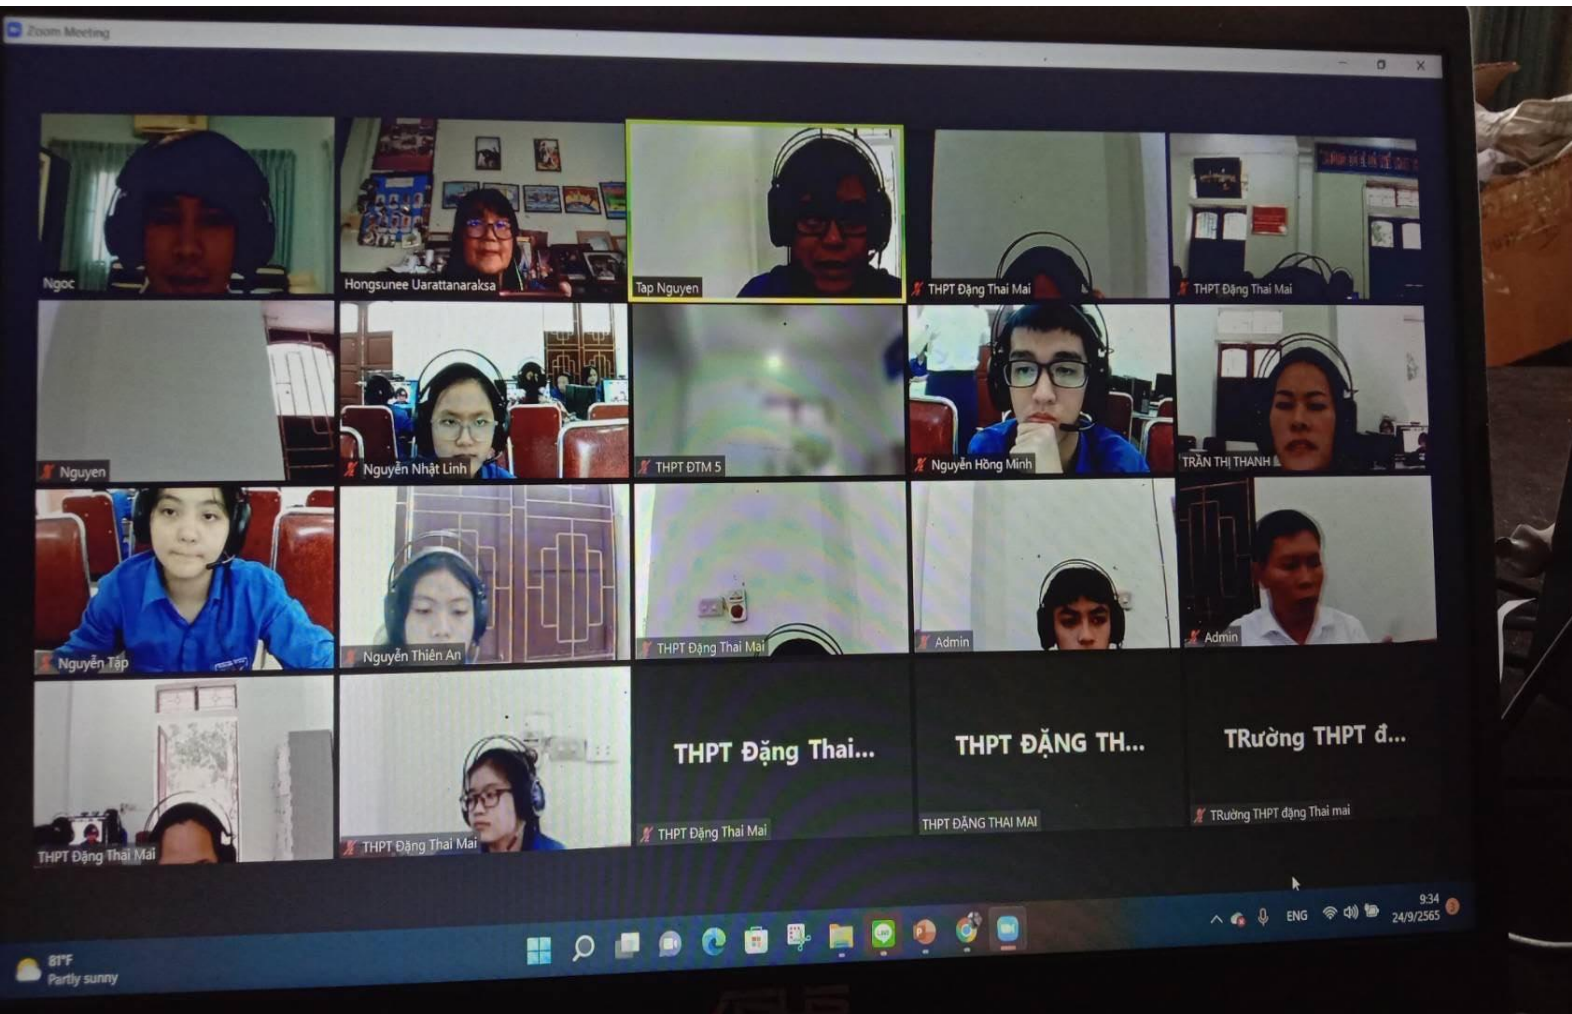 Zoom Meeting
Ngoc
Hongsunee Uarattanaraksa
Tap Nguyen
THPT Đặng Thai Mai
THPT Đặng Thai Mai
Nguyen
Nguyễn Nhật Linh
THPT ĐTM 5
Nguyễn Hồng Minh
TRẦN THỊ THANH
Nguyễn Tập
Nguyễn Thiên An
THPT Đặng Thai Mai
Admin
Admin
THPT Đặng Thai Mai
THPT Đặng Thai Mai
THPT Đặng Thai...
THPT Đặng Thai Mai
THPT ĐẶNG TH...
THPT ĐẶNG THAI MAI
TRường THPT đ...
TRường THPT đặng Thai mai
81°F
Partly sunny
ENG
9:34
24/9/2565